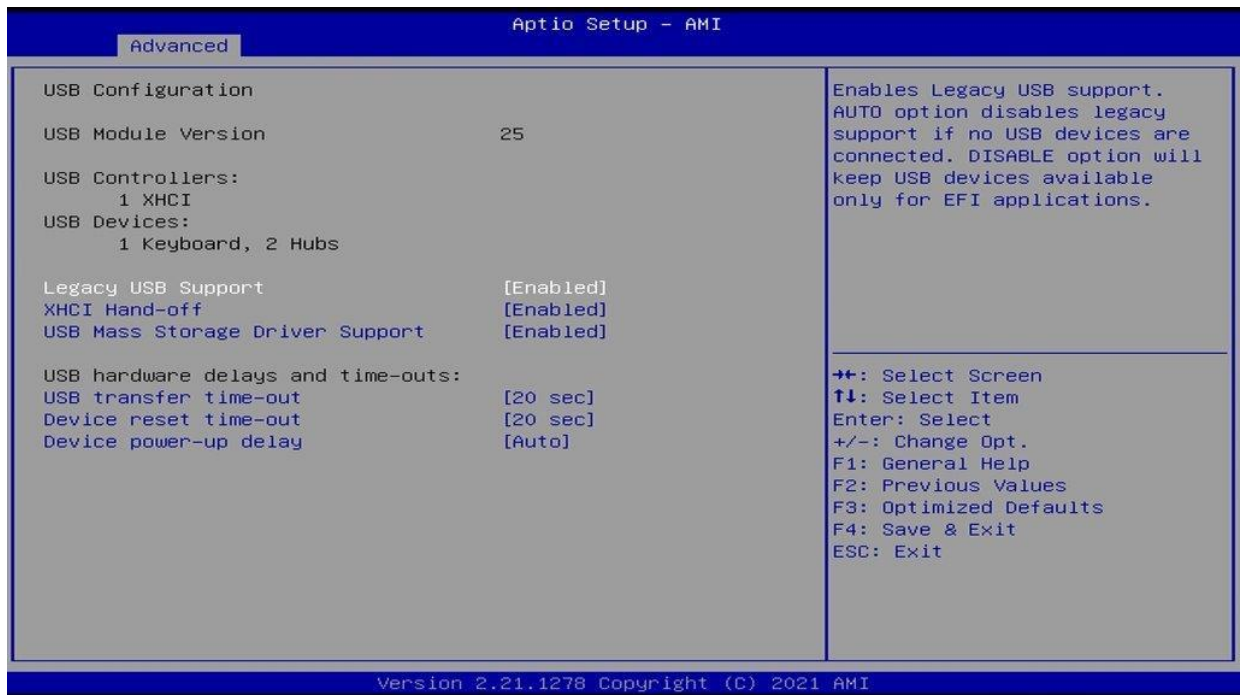 Aptio Setup – AMI
Advanced
USB Configuration
USB Module Version 25
USB Controllers:
1 XHCI
USB Devices:
1 Keyboard, 2 Hubs
Legacy USB Support [Enabled]
XHCI Hand-off [Enabled]
USB Mass Storage Driver Support [Enabled]
USB hardware delays and time-outs:
USB transfer time-out [20 sec]
Device reset time-out [20 sec]
Device power-up delay [Auto]
Enables Legacy USB support.
AUTO option disables legacy
support if no USB devices are
connected. DISABLE option will
keep USB devices available
only for EFI applications.
→←: Select Screen
↑↓: Select Item
Enter: Select
+/-: Change Opt.
F1: General Help
F2: Previous Values
F3: Optimized Defaults
F4: Save & Exit
ESC: Exit
Version 2.21.1278 Copyright (C) 2021 AMI